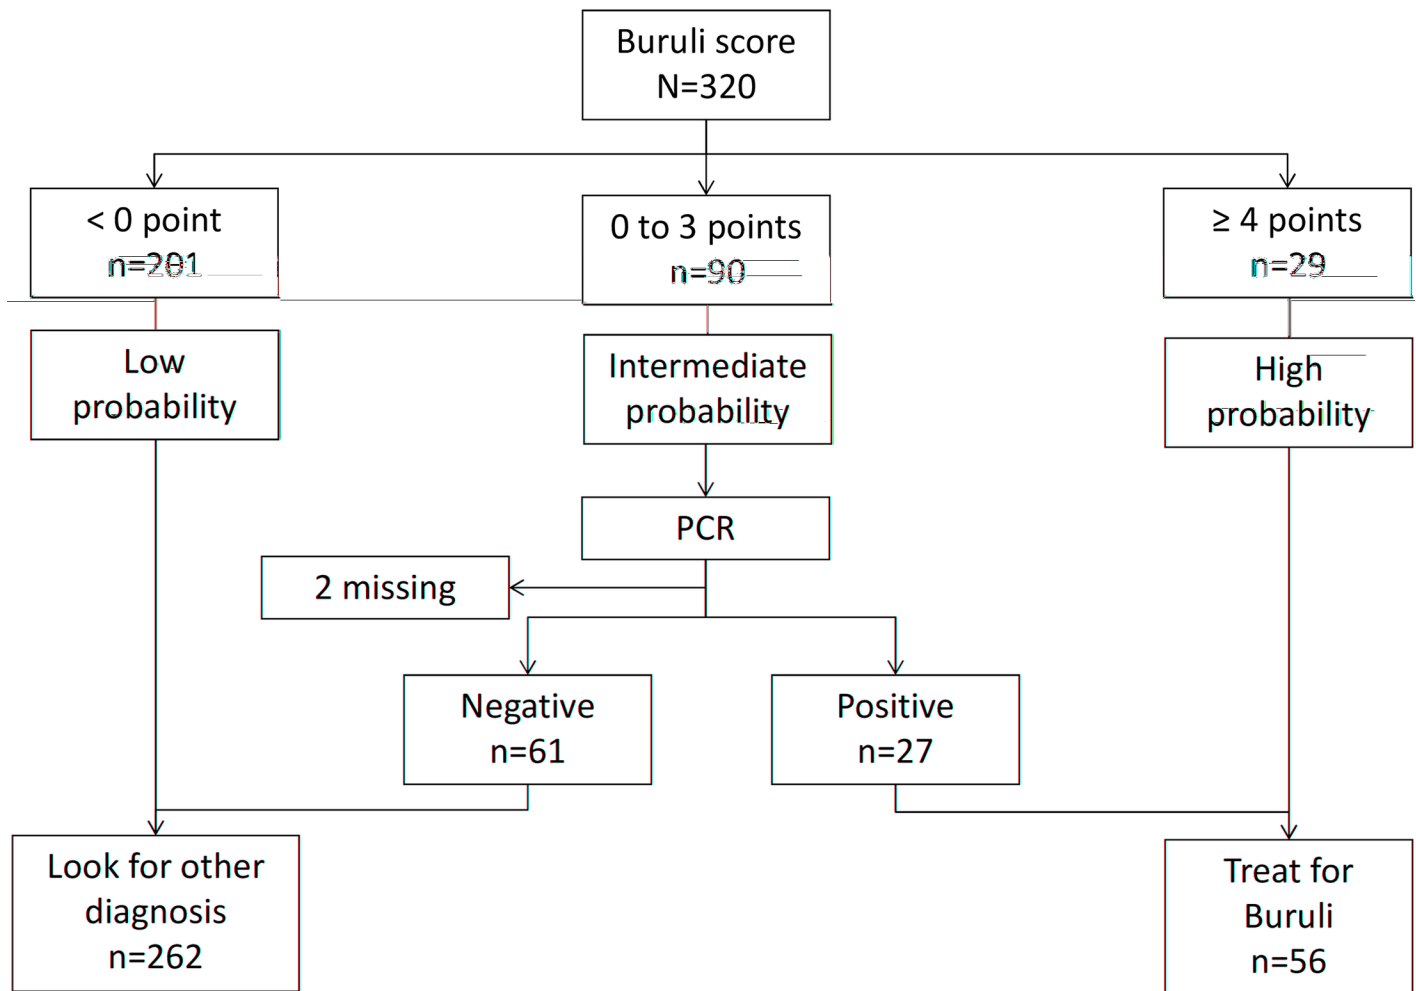 Buruli score
N=320
< 0 point
n=201
0 to 3 points
n=90
≥ 4 points
n=29
Low
probability
Intermediate
probability
High
probability
PCR
2 missing
Negative
n=61
Positive
n=27
Look for other
diagnosis
n=262
Treat for
Buruli
n=56